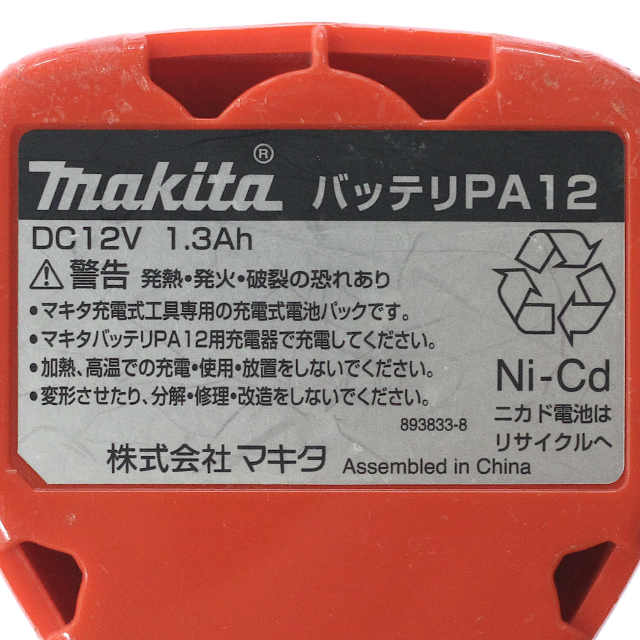 makita® バッテリPA12
DC12V 1.3Ah
⚠警告 発熱・発火・破裂の恐れあり
・マキタ充電式工具専用の充電式電池パックです。
・マキタバッテリPA12用充電器で充電してください。
・加熱、高温での充電・使用・放置をしないでください。
・変形させたり、分解・修理・改造をしないでください。
893833-8
株式会社マキタ Assembled in China
Ni-Cd
ニカド電池は
リサイクルへ